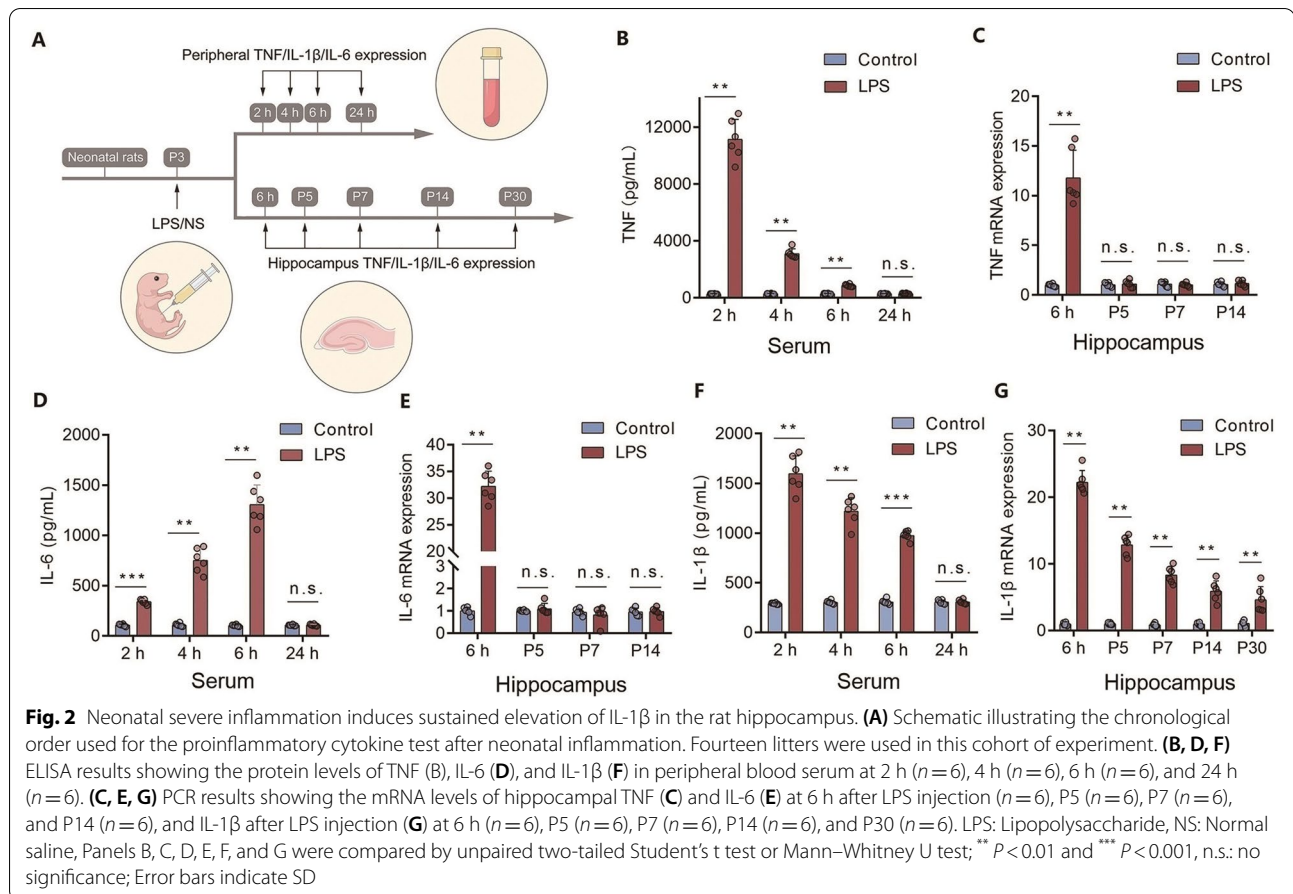 A
Peripheral TNF/IL-1β/IL-6 expression
2 h 4 h 6 h 24 h
Neonatal rats P3
LPS/NS
6 h P5 P7 P14 P30
Hippocampus TNF/IL-1β/IL-6 expression
B
Control
LPS
TNF (pg/mL)
12000
8000
4000
0
** ** ** n.s.
2 h 4 h 6 h 24 h
Serum
C
Control
LPS
TNF mRNA expression
20
15
10
5
0
** n.s. n.s. n.s.
6 h P5 P7 P14
Hippocampus
D
Control
LPS
IL-6 (pg/mL)
2000
1500
1000
500
0
*** ** ** n.s.
2 h 4 h 6 h 24 h
Serum
E
Control
LPS
IL-6 mRNA expression
40
35
30
25
20
3
2
1
0
** n.s. n.s. n.s.
6 h P5 P7 P14
Hippocampus
F
Control
LPS
IL-1β (pg/mL)
2000
1500
1000
500
0
** ** *** n.s.
2 h 4 h 6 h 24 h
Serum
G
Control
LPS
IL-1β mRNA expression
30
20
10
0
** ** ** ** **
6 h P5 P7 P14 P30
Hippocampus
Fig. 2 Neonatal severe inflammation induces sustained elevation of IL-1β in the rat hippocampus. (A) Schematic illustrating the chronological
order used for the proinflammatory cytokine test after neonatal inflammation. Fourteen litters were used in this cohort of experiment. (B, D, F)
ELISA results showing the protein levels of TNF (B), IL-6 (D), and IL-1β (F) in peripheral blood serum at 2 h (n = 6), 4 h (n = 6), 6 h (n = 6), and 24 h
(n = 6). (C, E, G) PCR results showing the mRNA levels of hippocampal TNF (C) and IL-6 (E) at 6 h after LPS injection (n = 6), P5 (n = 6), P7 (n = 6),
and P14 (n = 6), and IL-1β after LPS injection (G) at 6 h (n = 6), P5 (n = 6), P7 (n = 6), P14 (n = 6), and P30 (n = 6). LPS: Lipopolysaccharide, NS: Normal
saline, Panels B, C, D, E, F, and G were compared by unpaired two-tailed Student's t test or Mann–Whitney U test; ** P < 0.01 and *** P < 0.001, n.s.: no
significance; Error bars indicate SD